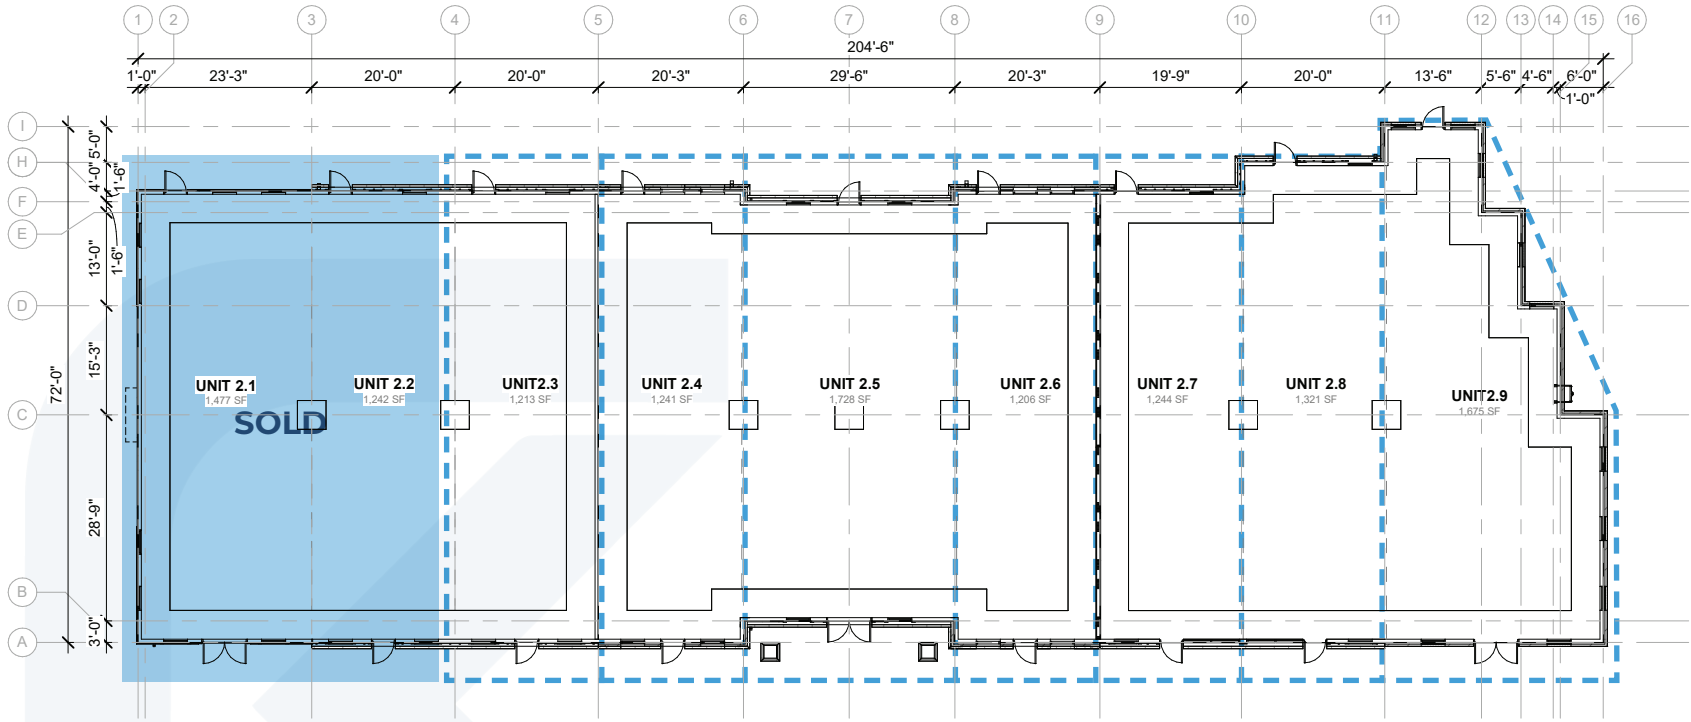 1 2 3 4 5 6 7 8 9 10 11 12 13 14 15 16
204'-6"
1'-0" 23'-3" 20'-0" 20'-0" 20'-3" 29'-6" 20'-3" 19'-9" 20'-0" 13'-6" 5'-6" 4'-6" 6'-0"
1'-0"
I
H
F
E
D
C
B
A
72'-0"
5'-0"
4'-0"
1'-6"
13'-0"
1'-6"
15'-3"
28'-9"
3'-0"
UNIT 2.1
1,477 SF
UNIT 2.2
1,242 SF
SOLD
UNIT2.3
1,213 SF
UNIT 2.4
1,241 SF
UNIT 2.5
1,728 SF
UNIT 2.6
1,206 SF
UNIT 2.7
1,244 SF
UNIT 2.8
1,321 SF
UNIT2.9
1,675 SF